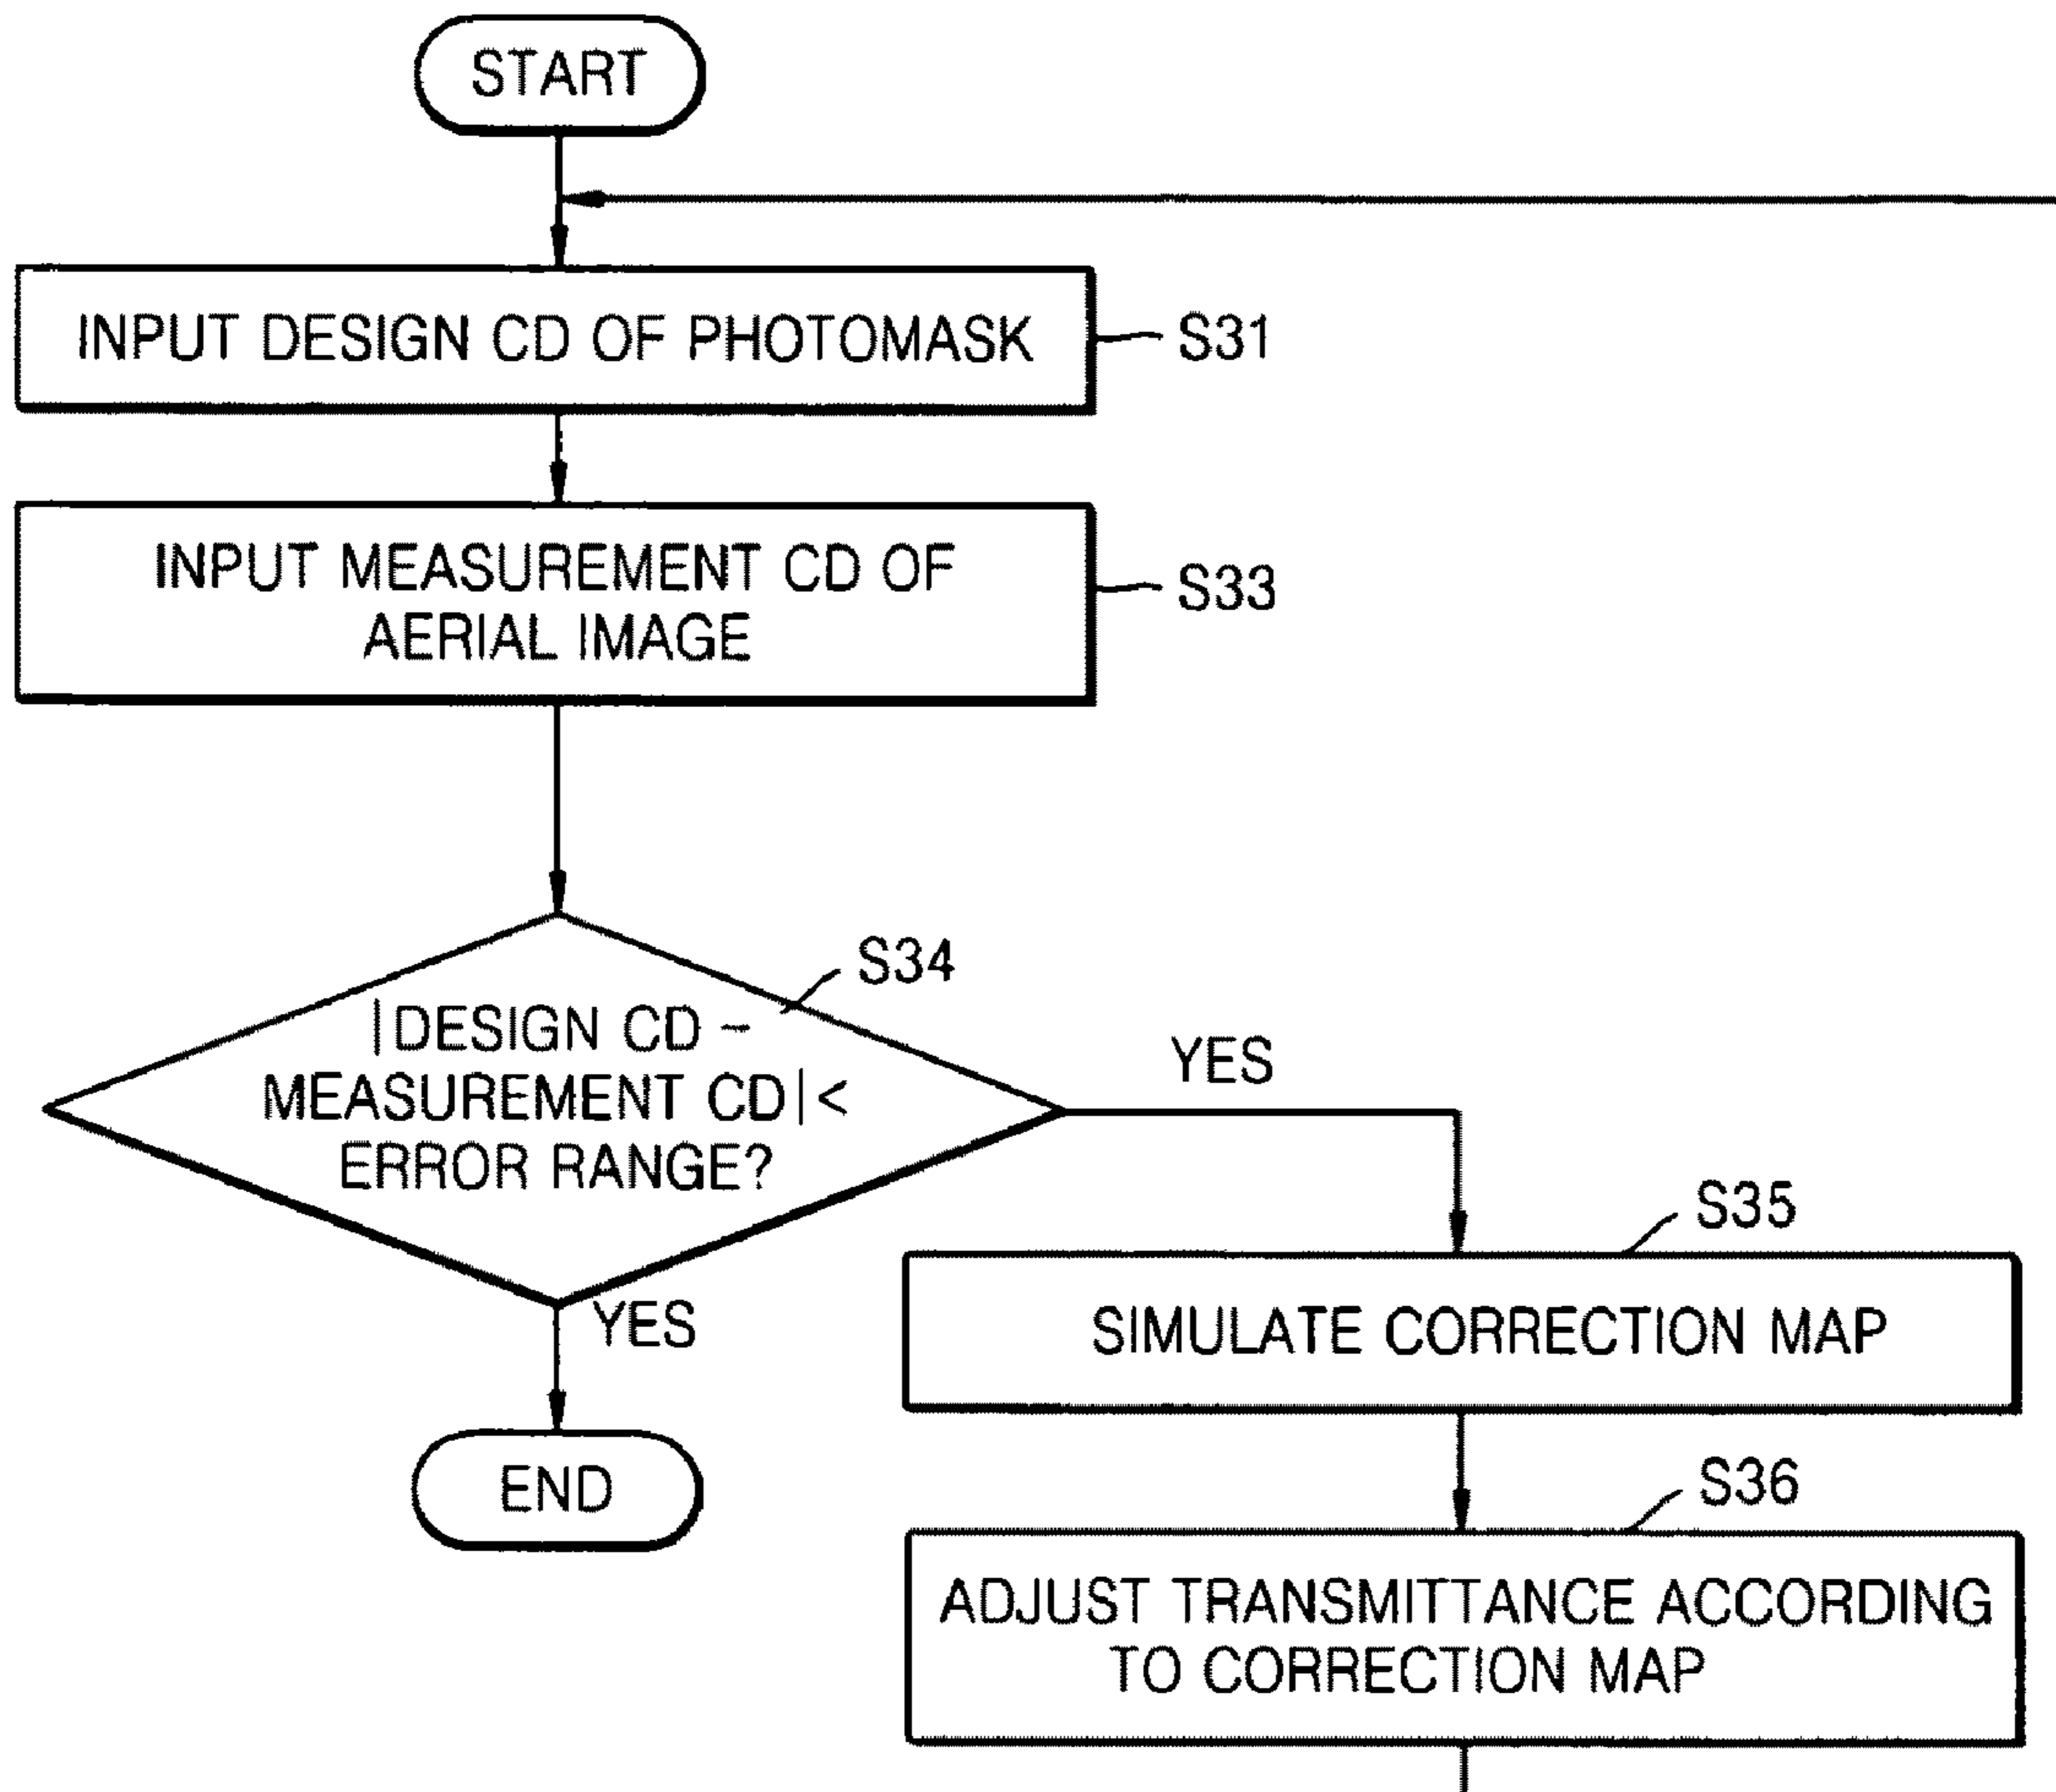 START
INPUT DESIGN CD OF PHOTOMASK
S31
INPUT MEASUREMENT CD OF
AERIAL IMAGE
S33
S34
|DESIGN CD –
MEASUREMENT CD|<
ERROR RANGE?
YES
YES
END
S35
SIMULATE CORRECTION MAP
S36
ADJUST TRANSMITTANCE ACCORDING
TO CORRECTION MAP